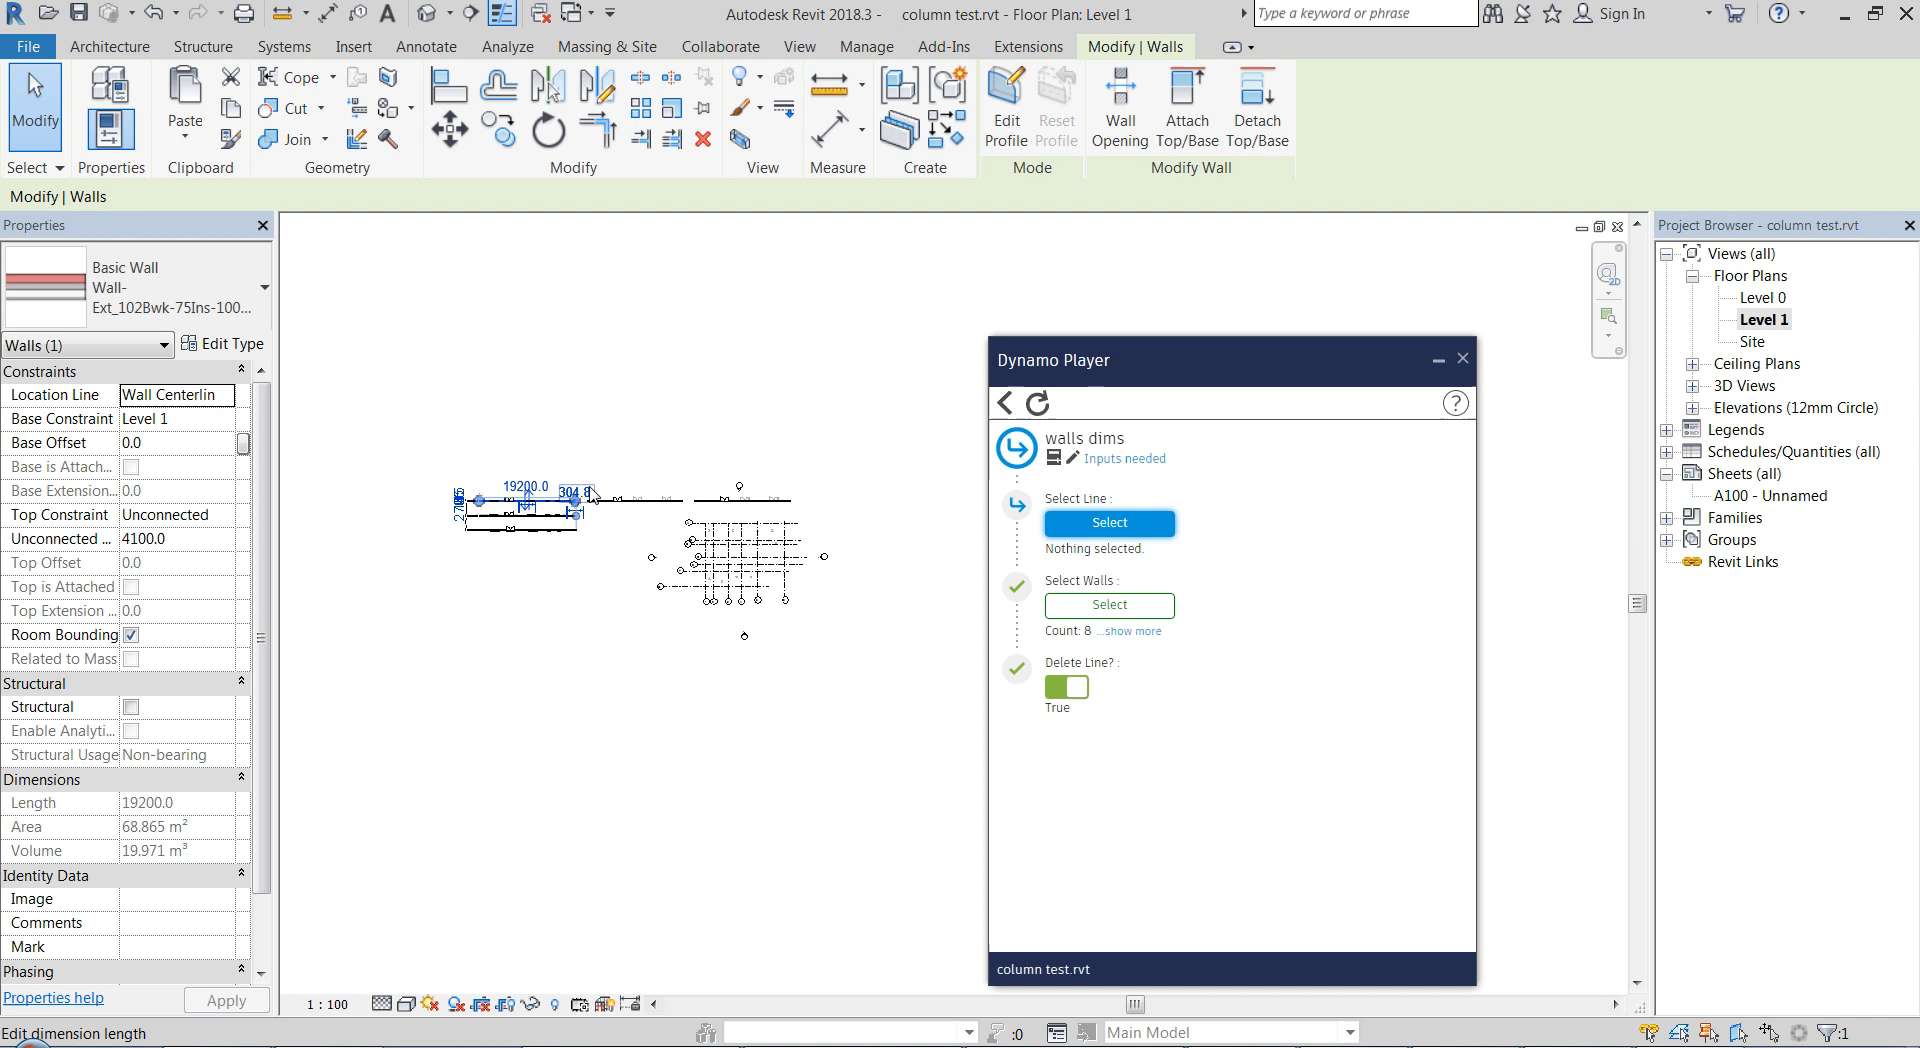 Autodesk Revit 2018.3 - column test.rvt - Floor Plan: Level 1
Type a keyword or phrase
Sign In
File Architecture Structure Systems Insert Annotate Analyze Massing & Site Collaborate View Manage Add-Ins Extensions Modify | Walls
Modify
Paste
Cope
Cut
Join
Edit Profile
Reset Profile
Wall Opening
Attach Top/Base
Detach Top/Base
Select Properties Clipboard Geometry Modify View Measure Create Mode Modify Wall
Modify | Walls
Properties
Basic Wall
Wall-
Ext_102Bwk-75Ins-100...
Walls (1)
Edit Type
Constraints
Location Line Wall Centerlin
Base Constraint Level 1
Base Offset 0.0
Base is Attach...
Base Extension... 0.0
Top Constraint Unconnected
Unconnected ... 4100.0
Top Offset 0.0
Top is Attached
Top Extension ... 0.0
Room Bounding
Related to Mass
Structural
Structural
Enable Analyti...
Structural Usage Non-bearing
Dimensions
Length 19200.0
Area 68.865 m²
Volume 19.971 m³
Identity Data
Image
Comments
Mark
Phasing
Properties help
Apply
19200.0
304.8
Dynamo Player
walls dims
Inputs needed
Select Line :
Select
Nothing selected.
Select Walls :
Select
Count: 8 ...show more
Delete Line? :
True
column test.rvt
2D
Project Browser - column test.rvt
Views (all)
Floor Plans
Level 0
Level 1
Site
Ceiling Plans
3D Views
Elevations (12mm Circle)
Legends
Schedules/Quantities (all)
Sheets (all)
A100 - Unnamed
Families
Groups
Revit Links
1 : 100
Edit dimension length
:0
Main Model
:1